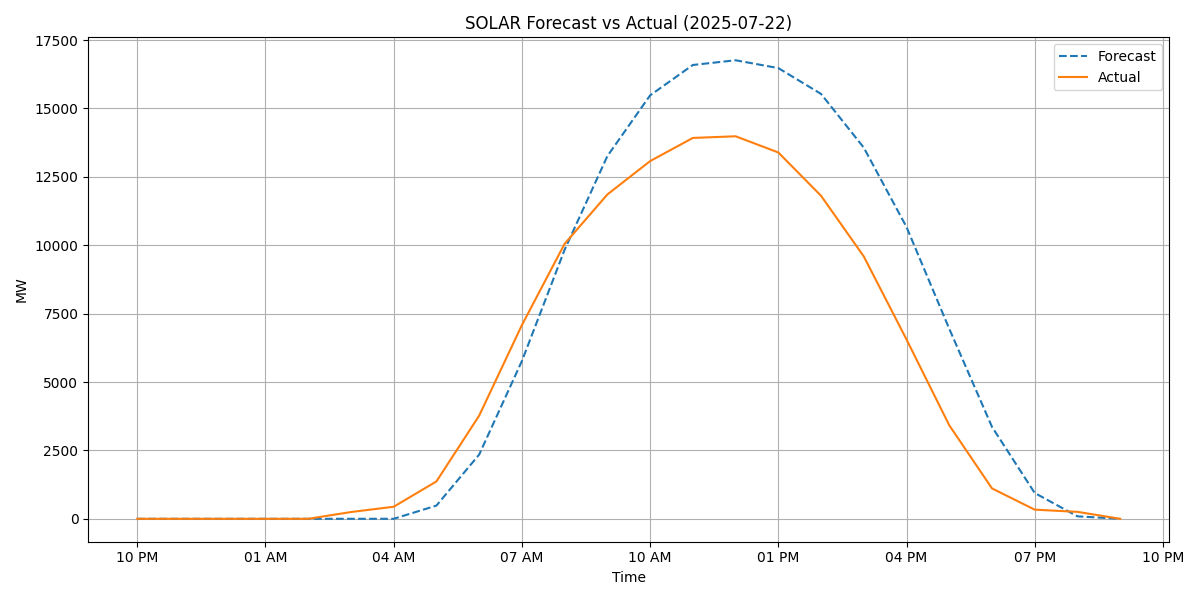 SOLAR Forecast vs Actual (2025-07-22)
17500
15000
12500
10000
7500
5000
2500
0
MW
Forecast
Actual
10 PM 01 AM 04 AM 07 AM 10 AM 01 PM 04 PM 07 PM 10 PM
Time